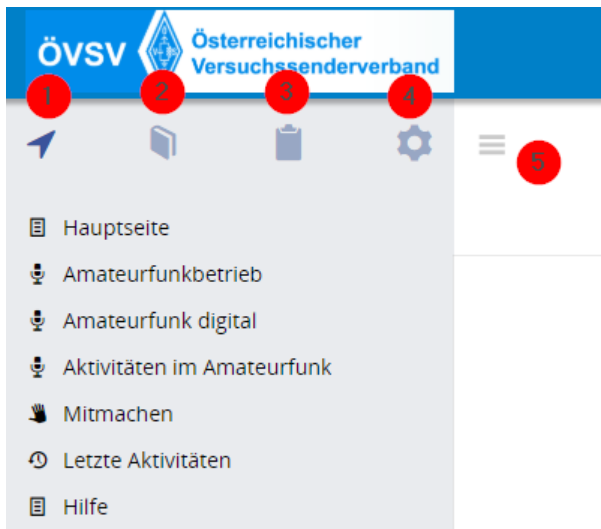 ÖVSV
Österreichischer
Versuchssenderverband
1
2
3
4
5
Hauptseite
Amateurfunkbetrieb
Amateurfunk digital
Aktivitäten im Amateurfunk
Mitmachen
Letzte Aktivitäten
Hilfe